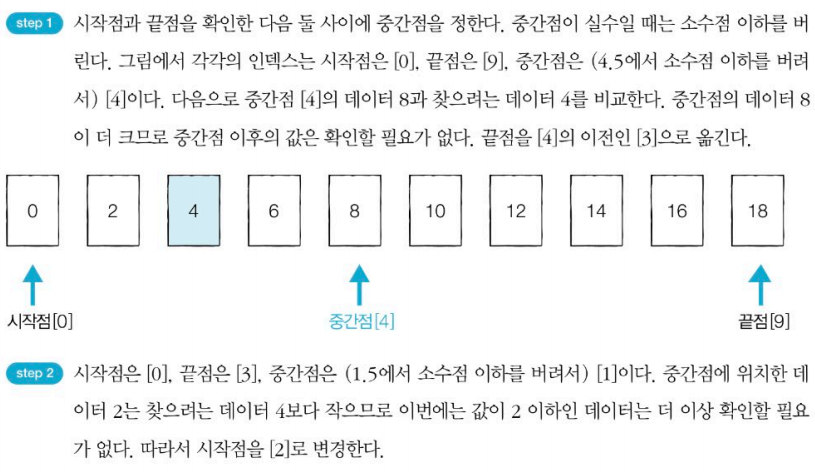 step 1 시작점과 끝점을 확인한 다음 둘 사이에 중간점을 정한다. 중간점이 실수일 때는 소수점 이하를 버
린다. 그림에서 각각의 인덱스는 시작점은 [0], 끝점은 [9], 중간점은 (4.5에서 소수점 이하를 버려
서) [4]이다. 다음으로 중간점 [4]의 데이터 8과 찾으려는 데이터 4를 비교한다. 중간점의 데이터 8
이 더 크므로 중간점 이후의 값은 확인할 필요가 없다. 끝점을 [4]의 이전인 [3]으로 옮긴다.
0 2 4 6 8 10 12 14 16 18
시작점[0] 중간점[4] 끝점[9]
step 2 시작점은 [0], 끝점은 [3], 중간점은 (1.5에서 소수점 이하를 버려서) [1]이다. 중간점에 위치한 데
이터 2는 찾으려는 데이터 4보다 작으므로 이번에는 값이 2 이하인 데이터는 더 이상 확인할 필요
가 없다. 따라서 시작점을 [2]로 변경한다.